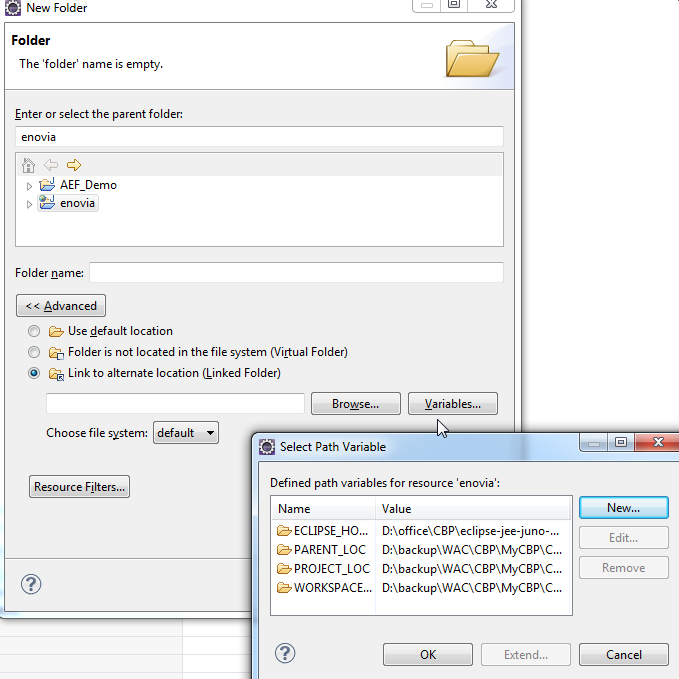 New Folder
Folder
The 'folder' name is empty.
Enter or select the parent folder:
enovia
AEF_Demo
enovia
Folder name:
<< Advanced
Use default location
Folder is not located in the file system (Virtual Folder)
Link to alternate location (Linked Folder)
Browse...
Variables...
Choose file system:
default
Resource Filters...
Select Path Variable
Defined path variables for resource 'enovia':
Name Value
ECLIPSE_HO... D:\office\CBP\eclipse-jee-juno-...
PARENT_LOC D:\backup\WAC\CBP\MyCBP\C...
PROJECT_LOC D:\backup\WAC\CBP\MyCBP\C...
WORKSPACE... D:\backup\WAC\CBP\MyCBP\C...
New...
Edit...
Remove
OK
Extend...
Cancel